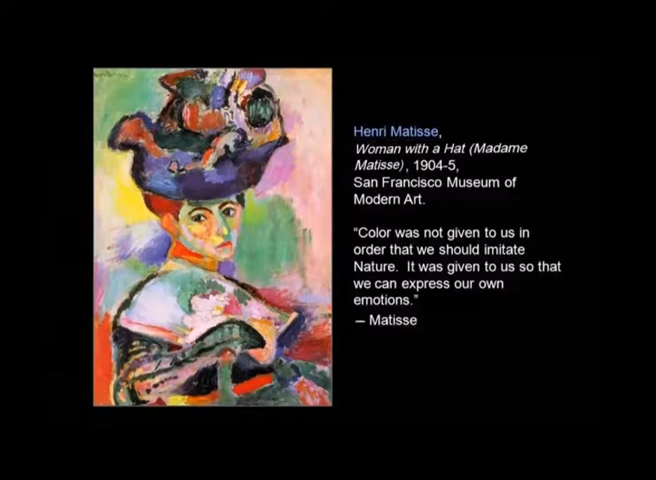 Henri Matisse,
Woman with a Hat (Madame
Matisse), 1904-5,
San Francisco Museum of
Modern Art.
“Color was not given to us in
order that we should imitate
Nature.  It was given to us so that
we can express our own
emotions.”
– Matisse